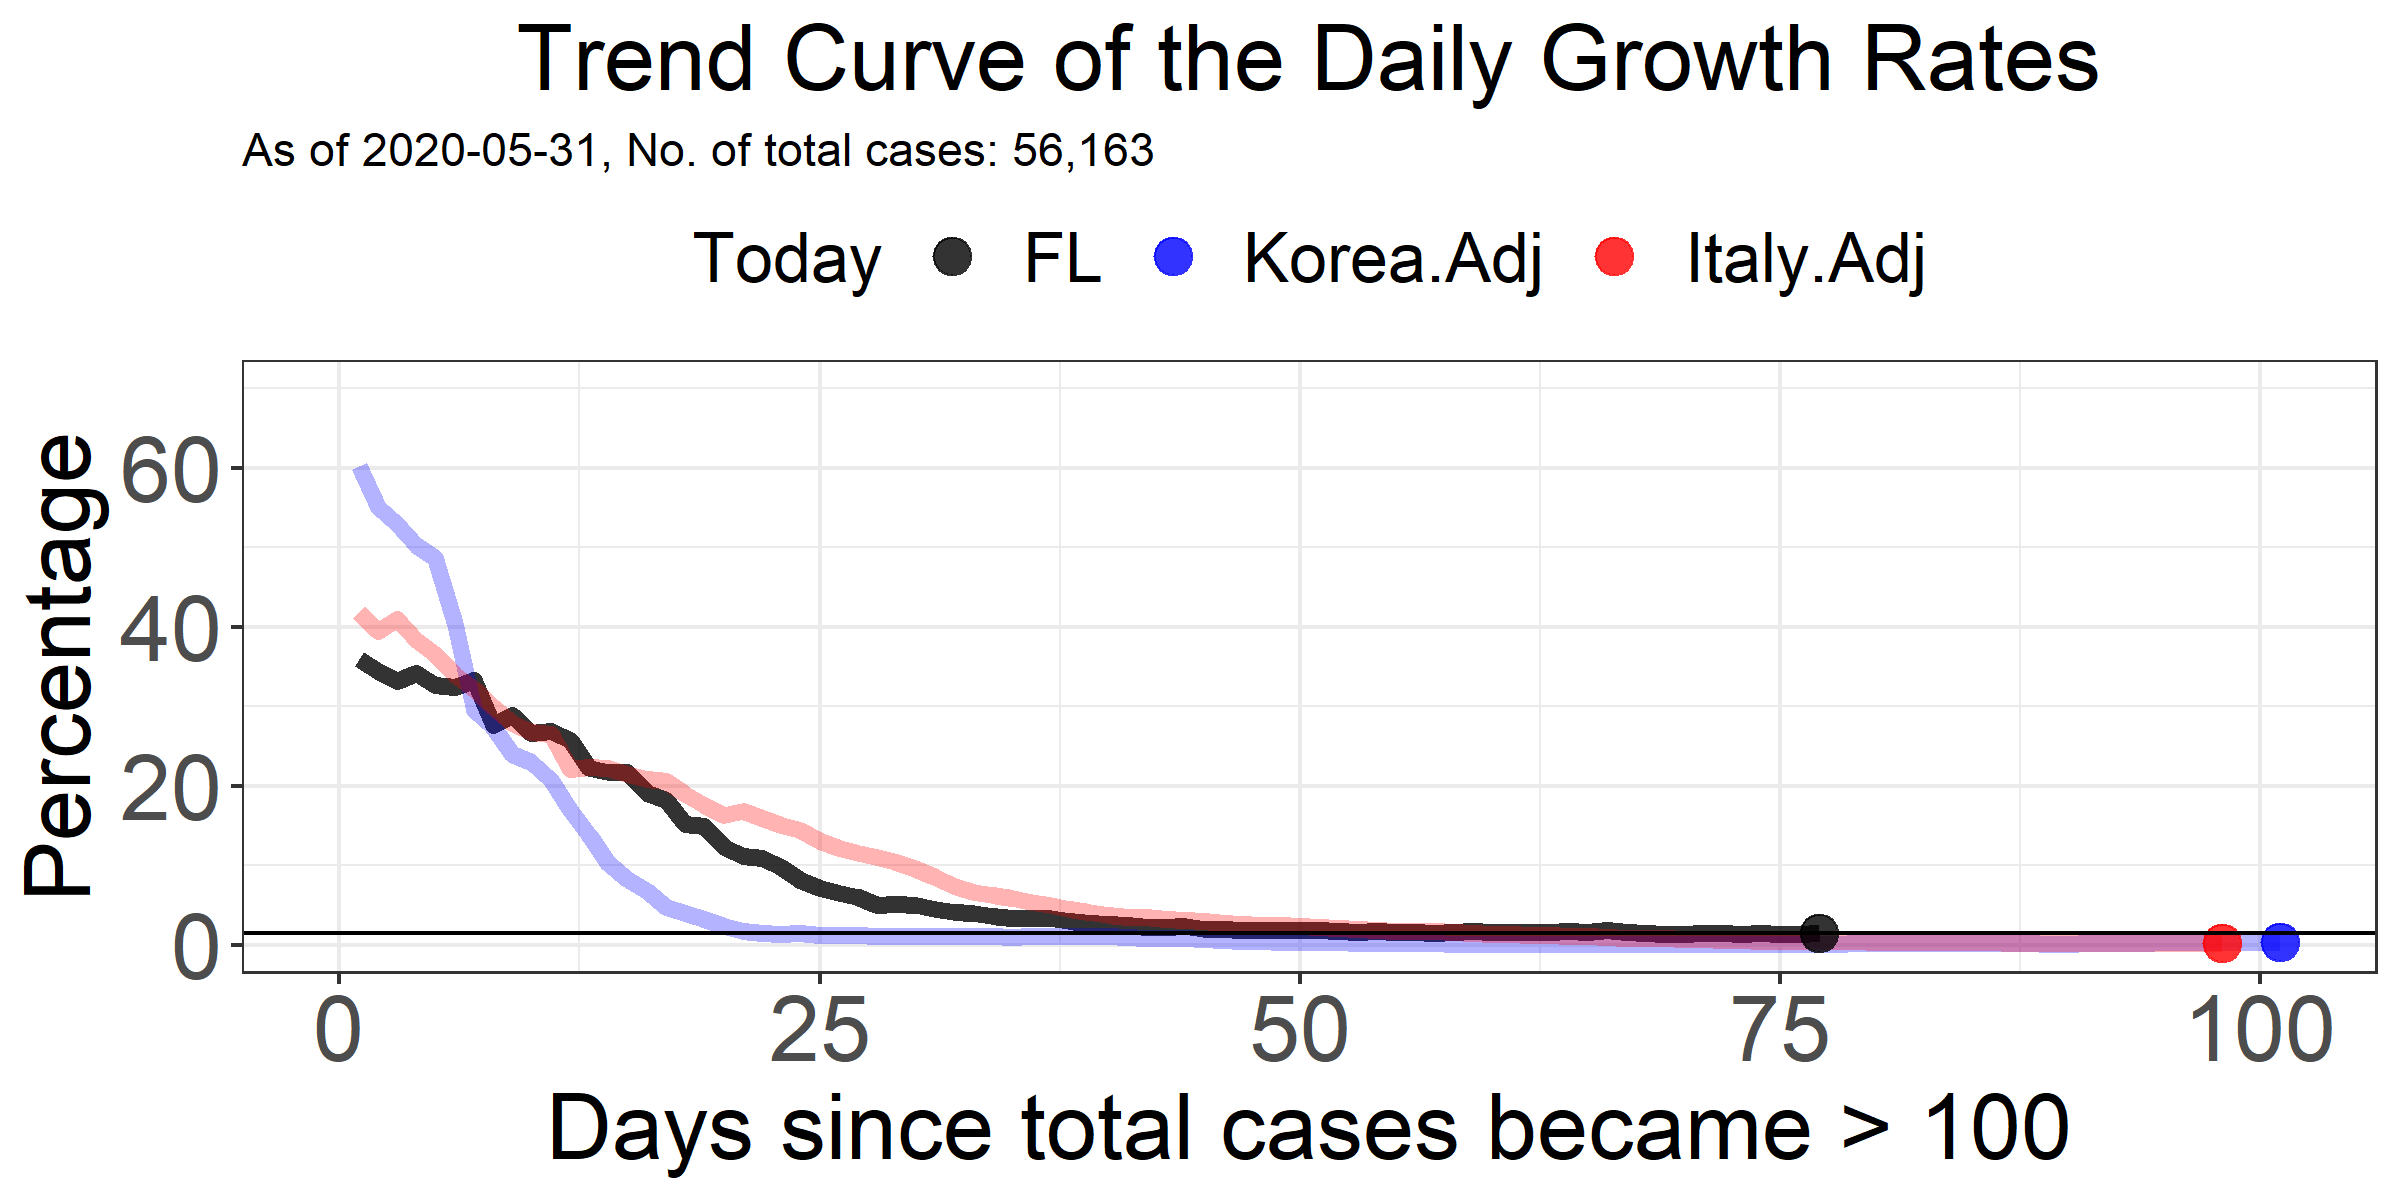 Trend Curve of the Daily Growth Rates
As of 2020-05-31, No. of total cases: 56,163
Today FL Korea.Adj Italy.Adj
Percentage
60
40
20
0
0 25 50 75 100
Days since total cases became > 100